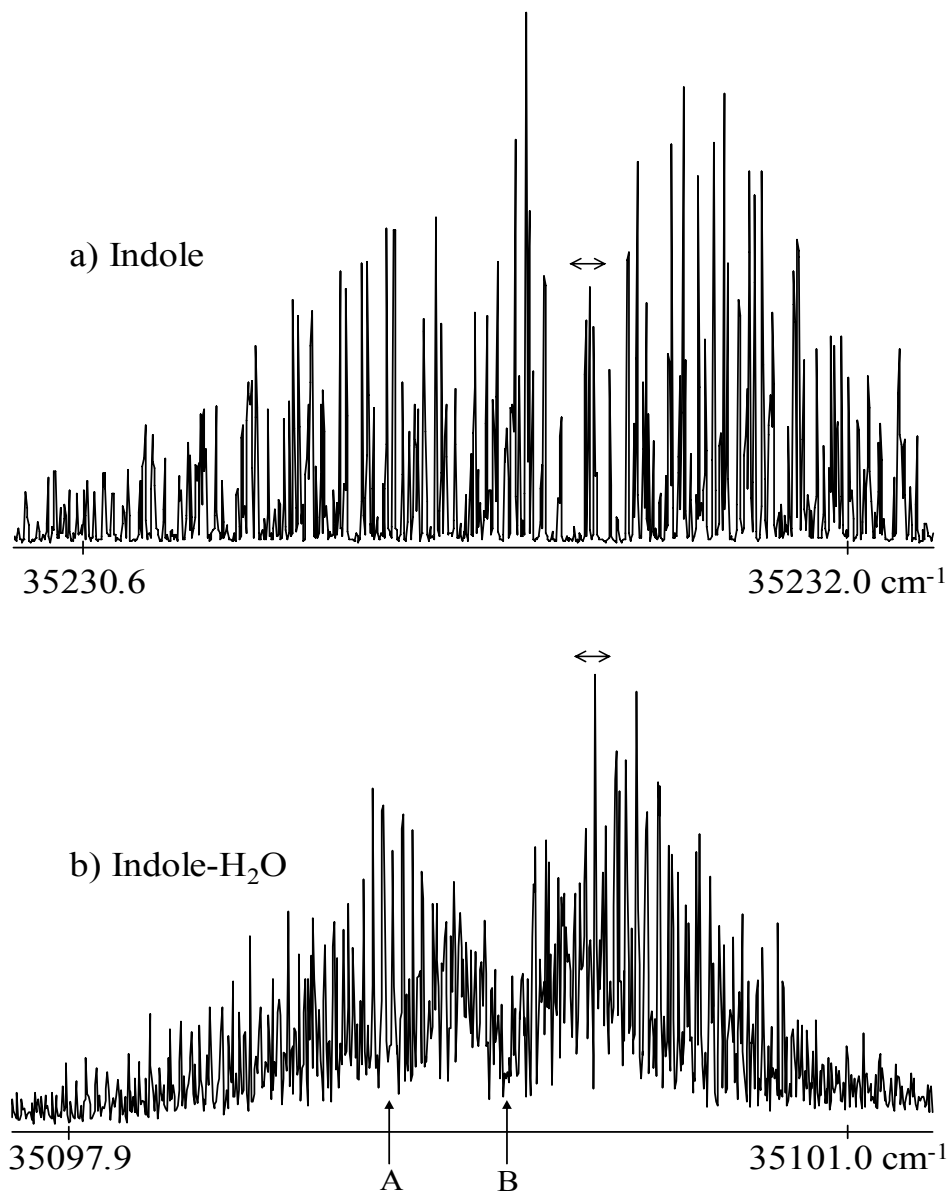 a) Indole
35230.6
35232.0 cm-1
b) Indole-H2O
35097.9
35101.0 cm-1
A
B